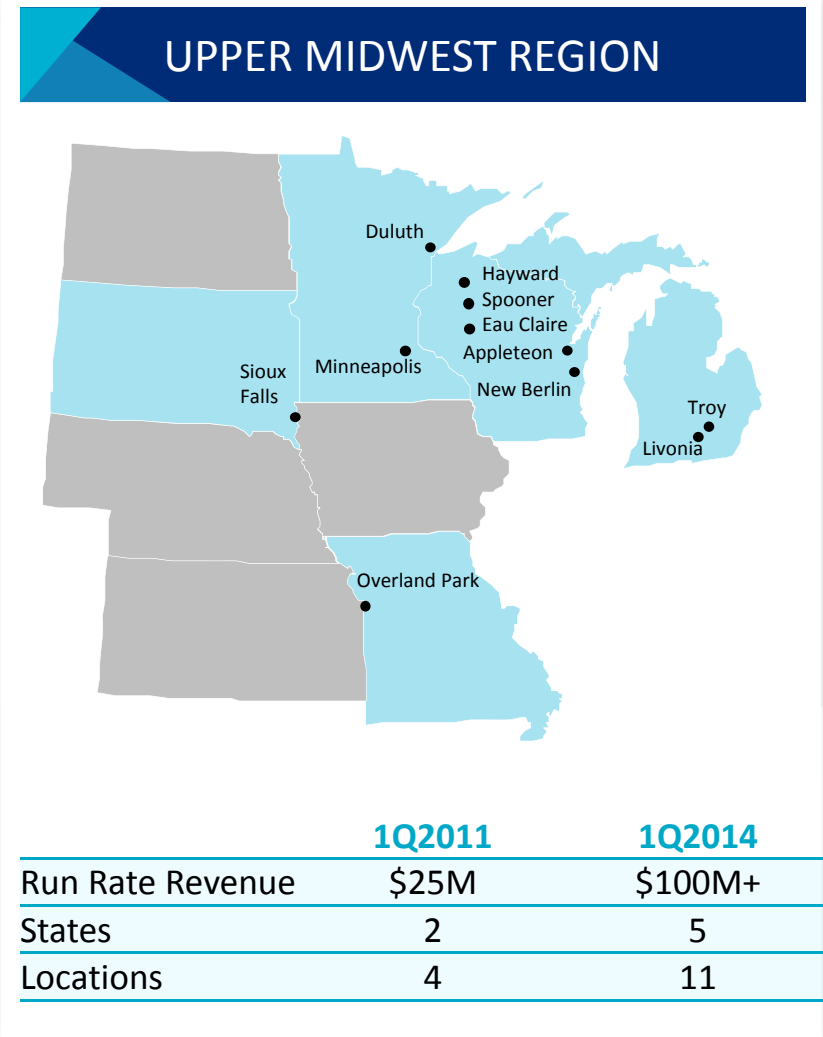 UPPER MIDWEST REGION
Duluth
Hayward
Spooner
Eau Claire
Appleteon
Minneapolis
New Berlin
Sioux
Falls
Troy
Livonia
Overland Park
1Q2011 1Q2014
Run Rate Revenue $25M $100M+
States 2 5
Locations 4 11